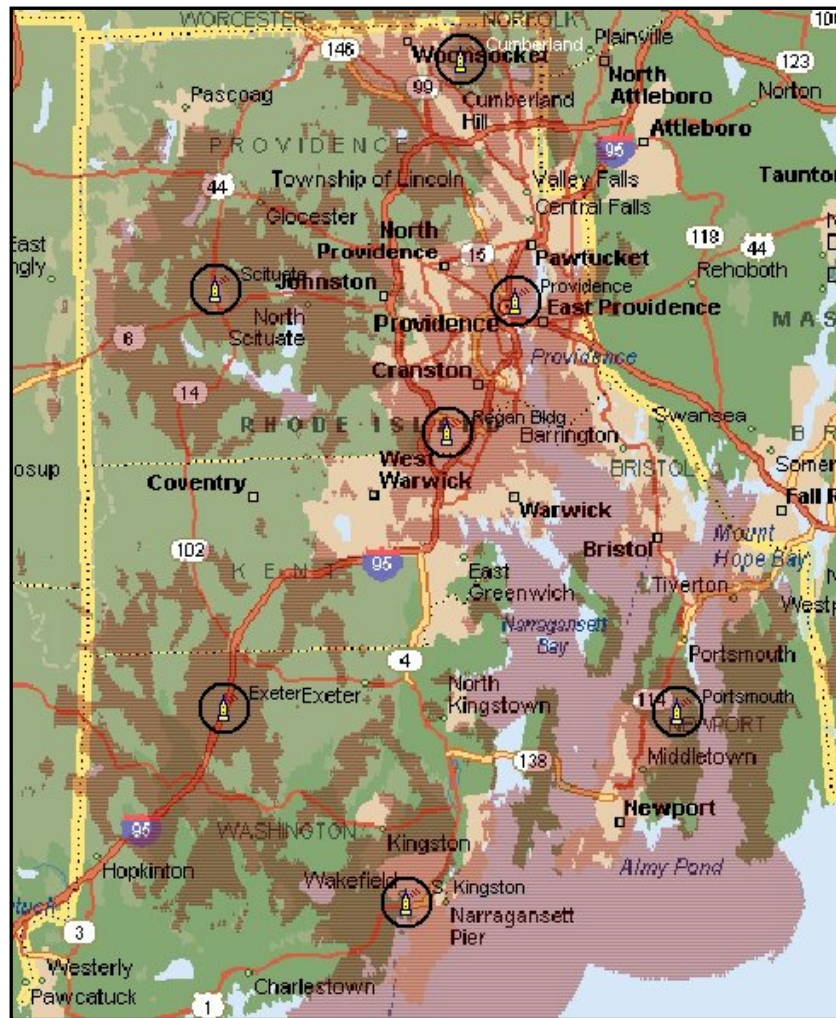 WORCESTER
NORFOLK
146
Woonsocket
Cumberland
Plainville
123
North
Attleboro
Norton
Pascoag
99
Cumberland
Hill
Attleboro
PROVIDENCE
95
44
Township of Lincoln
Valley Falls
Taunton
Glocester
Central Falls
North
Providence
15
Pawtucket
118
44
East
Scituate
Johnston
Providence
Rehoboth
North
Scituate
Providence
East Providence
MAS
6
Providence
14
Cranston
RHODE ISL
Regan Bldg
Swansea
West
Warwick
Barrington
BRISTOL
Somer
osup
Coventry
Warwick
Fall R
102
Bristol
Mount
Hope Bay
KENT
95
East
Greenwich
Tiverton
Westp
Narragansett
Bay
4
Portsmouth
Exeter
Exeter
North
Kingstown
114
Portsmouth
NEWPORT
138
Middletown
Newport
95
WASHINGTON
Kingston
Hopkinton
Almy Pond
Wakefield
S. Kingston
Narragansett
Pier
3
Westerly
Pawcatuck
Charlestown
1